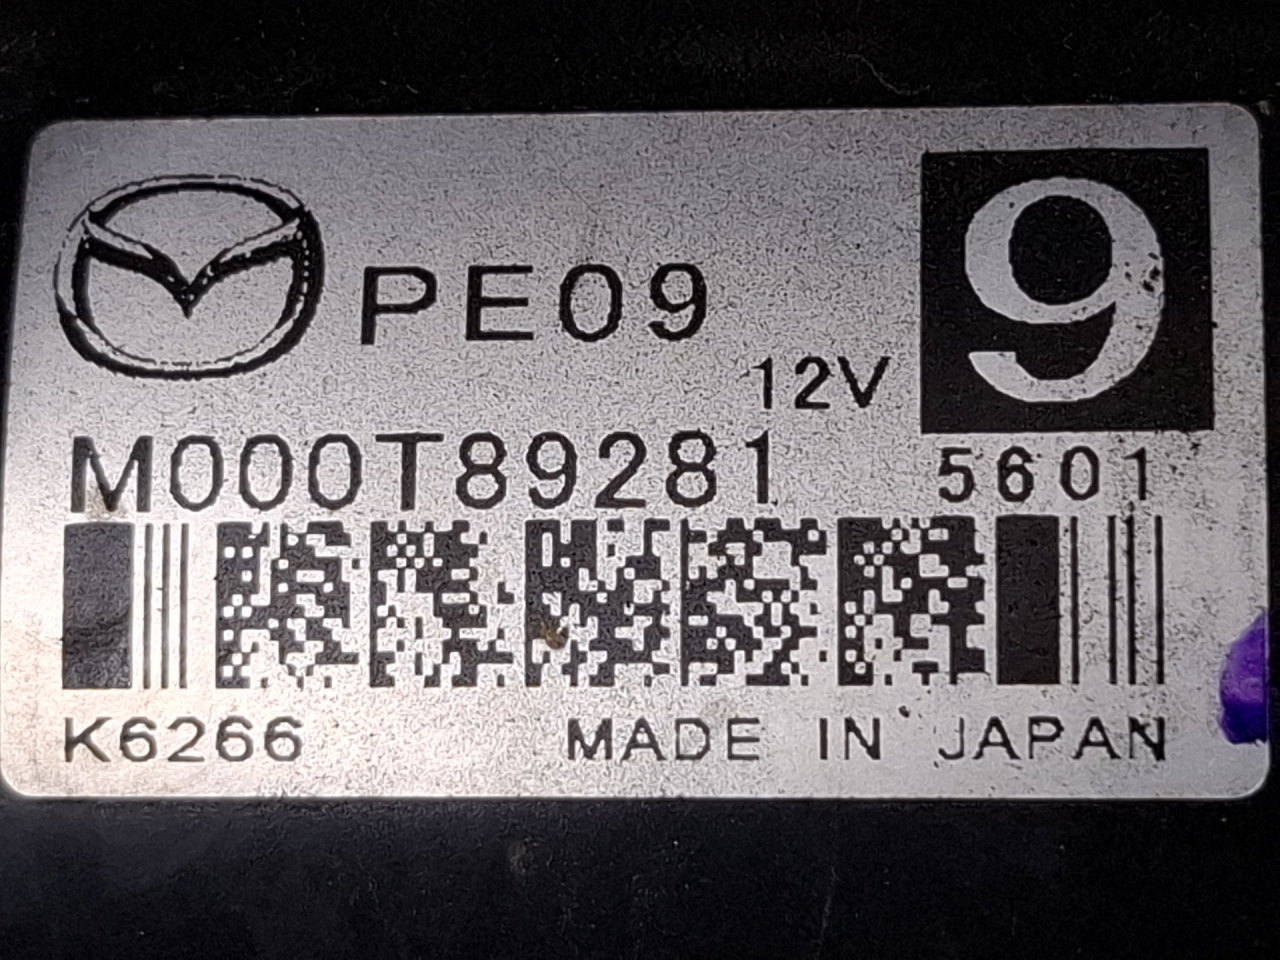 PE09
9
12V
M000T89281
5601
K6266
MADE IN JAPAN